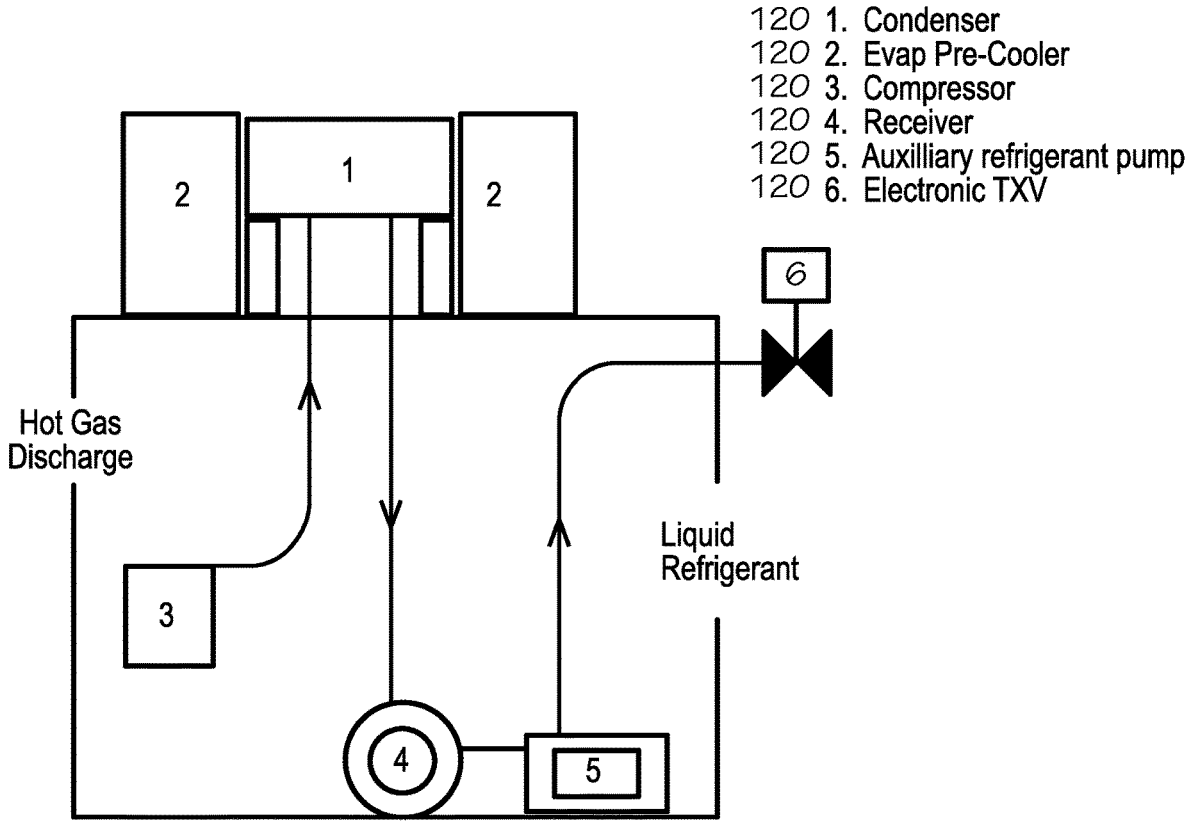 120 1. Condenser
120 2. Evap Pre-Cooler
120 3. Compressor
120 4. Receiver
120 5. Auxilliary refrigerant pump
120 6. Electronic TXV
2
1
2
6
Hot Gas
Discharge
Liquid
Refrigerant
3
4
5